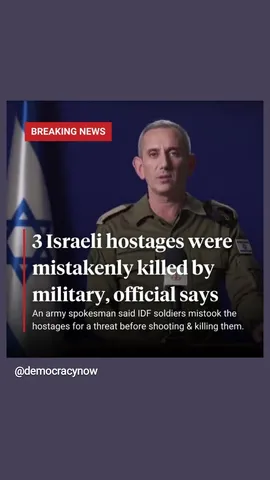 BREAKING NEWS
3 Israeli hostages were
mistakenly killed by
military, official says
An army spokesman said IDF soldiers mistook the
hostages for a threat before shooting & killing them.
@democracynow